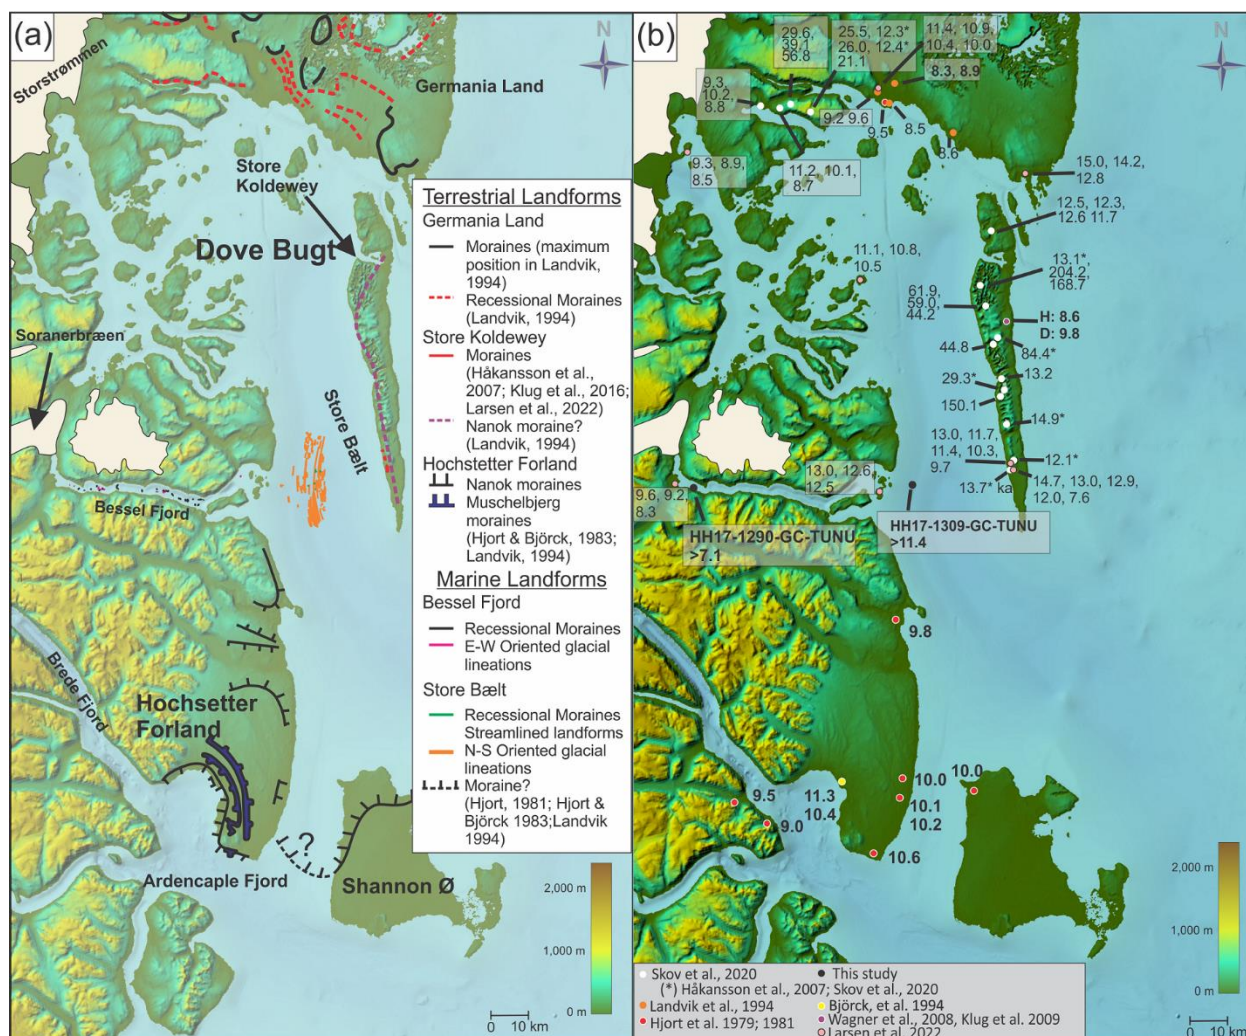 (a)
N
Storstrømmen
Germania Land
Store
Koldewey
Dove Bugt
Soranerbræen
Store Bælt
Bessel Fjord
Brede Fjord
Hochsetter
Forland
?
Ardencaple Fjord
Shannon Ø
Terrestrial Landforms
Germania Land
Moraines (maximum
position in Landvik,
1994)
Recessional Moraines
(Landvik, 1994)
Store Koldewey
Moraines
(Håkansson et al.,
2007; Klug et al., 2016;
Larsen et al., 2022)
Nanok moraine?
(Landvik, 1994)
Hochstetter Forland
Nanok moraines
Muschelbjerg
moraines
(Hjort & Björck, 1983;
Landvik, 1994)
Marine Landforms
Bessel Fjord
Recessional Moraines
E-W Oriented glacial
lineations
Store Bælt
Recessional Moraines
Streamlined landforms
N-S Oriented glacial
lineations
Moraine?
(Hjort, 1981; Hjort &
Björck 1983;Landvik
1994)
2,000 m
1,000 m
0 m
0 10 km
(b)
N
29.6,
39.1
56.8
25.5, 12.3*
26.0, 12.4*
21.1
11.4, 10.9,
10.4, 10.0
8.3, 8.9
9.3,
10.2,
8.8
9.2 9.6
9.5
8.5
8.6
9.3, 8.9,
8.5
11.2, 10.1,
8.7
15.0, 14.2,
12.8
12.5, 12.3,
12.6 11.7
11.1, 10.8,
10.5
13.1*,
204.2,
168.7
61.9,
59.0,
44.2
H: 8.6
D: 9.8
44.8
84.4*
13.2
29.3*
150.1
14.9*
13.0, 11.7,
11.4, 10.3,
9.7
12.1*
13.0, 12.6,
12.5
13.7* ka
14.7, 13.0, 12.9,
12.0, 7.6
9.6, 9.2,
8.3
HH17-1290-GC-TUNU
>7.1
HH17-1309-GC-TUNU
>11.4
9.8
10.0
10.0
9.5
11.3
10.4
10.1
10.2
9.0
10.6
2,000 m
1,000 m
0 m
0 10 km
Skov et al., 2020
(*) Håkansson et al., 2007; Skov et al., 2020
Landvik et al., 1994
Hjort et al. 1979; 1981
This study
Björck, et al. 1994
Wagner et al., 2008, Klug et al. 2009
Larsen et al. 2022